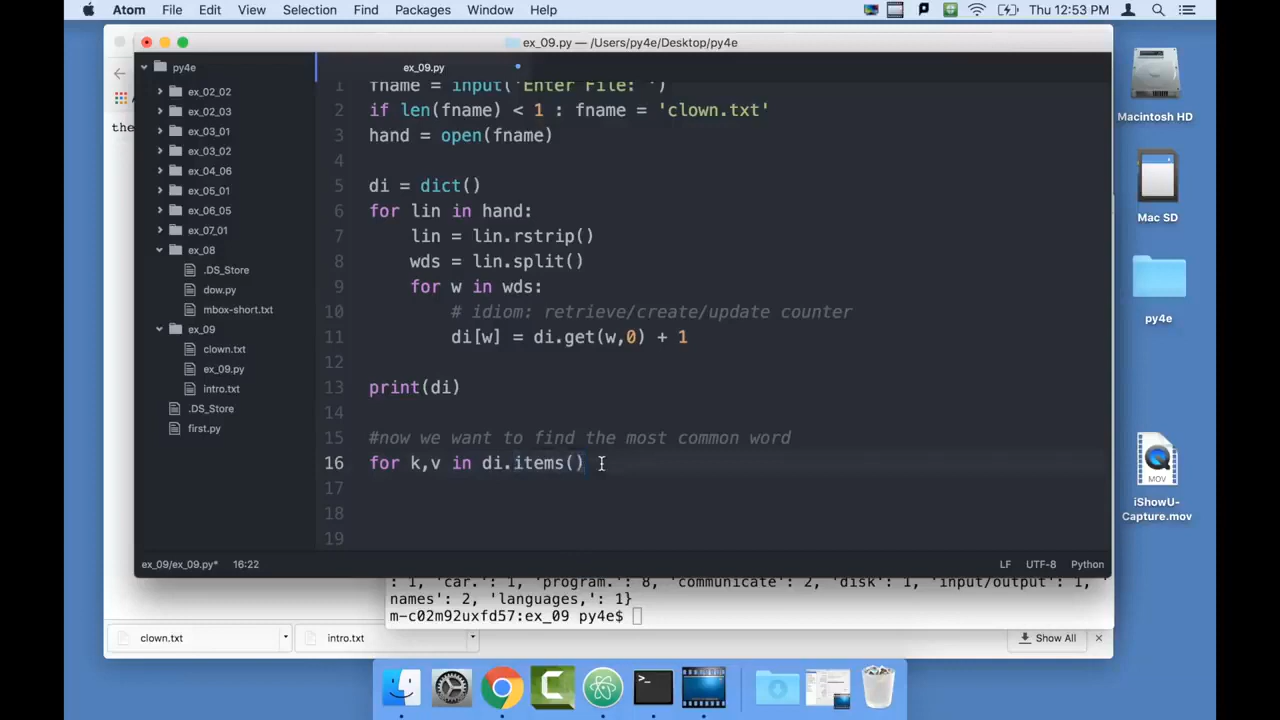 Atom File Edit View Selection Find Packages Window Help Thu 12:53 PM
ex_09.py — /Users/py4e/Desktop/py4e
py4e
ex_02_02
ex_02_03
ex_03_01
ex_03_02
ex_04_06
ex_05_01
ex_06_05
ex_07_01
ex_08
.DS_Store
dow.py
mbox-short.txt
ex_09
clown.txt
ex_09.py
intro.txt
.DS_Store
first.py
the
ex_09.py
1 fname = input('Enter File: ')
2 if len(fname) < 1 : fname = 'clown.txt'
3 hand = open(fname)
4
5 di = dict()
6 for lin in hand:
7 lin = lin.rstrip()
8 wds = lin.split()
9 for w in wds:
10 # idiom: retrieve/create/update counter
11 di[w] = di.get(w,0) + 1
12
13 print(di)
14
15 #now we want to find the most common word
16 for k,v in di.items()
17
18
19
ex_09/ex_09.py* 16:22 LF UTF-8 Python
: 1, 'car.': 1, 'program.': 8, 'communicate': 2, 'disk': 1, 'input/output': 1,
names': 2, 'languages,': 1}
m-c02m92uxfd57:ex_09 py4e$
clown.txt intro.txt Show All
Macintosh HD
Mac SD
py4e
MOV
iShowU-
Capture.mov